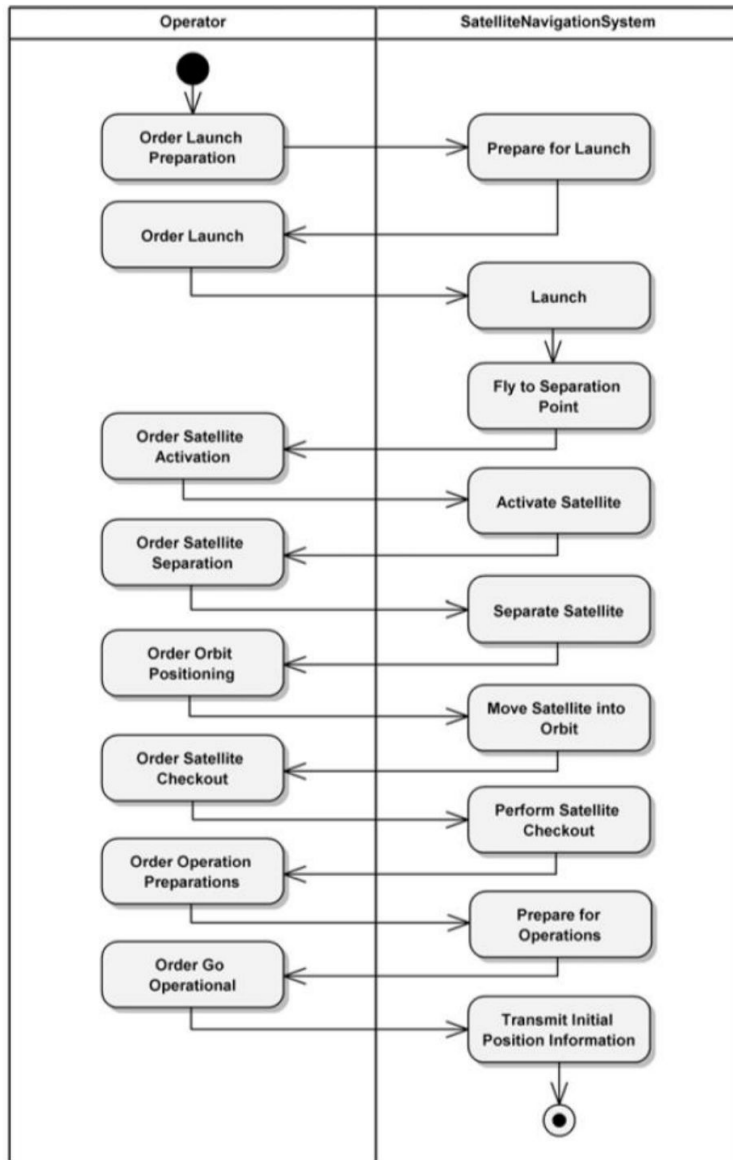 Operator
SatelliteNavigationSystem
Order Launch
Preparation
Prepare for Launch
Order Launch
Launch
Fly to Separation
Point
Order Satellite
Activation
Activate Satellite
Order Satellite
Separation
Separate Satellite
Order Orbit
Positioning
Move Satellite into
Orbit
Order Satellite
Checkout
Perform Satellite
Checkout
Order Operation
Preparations
Prepare for
Operations
Order Go
Operational
Transmit Initial
Position Information